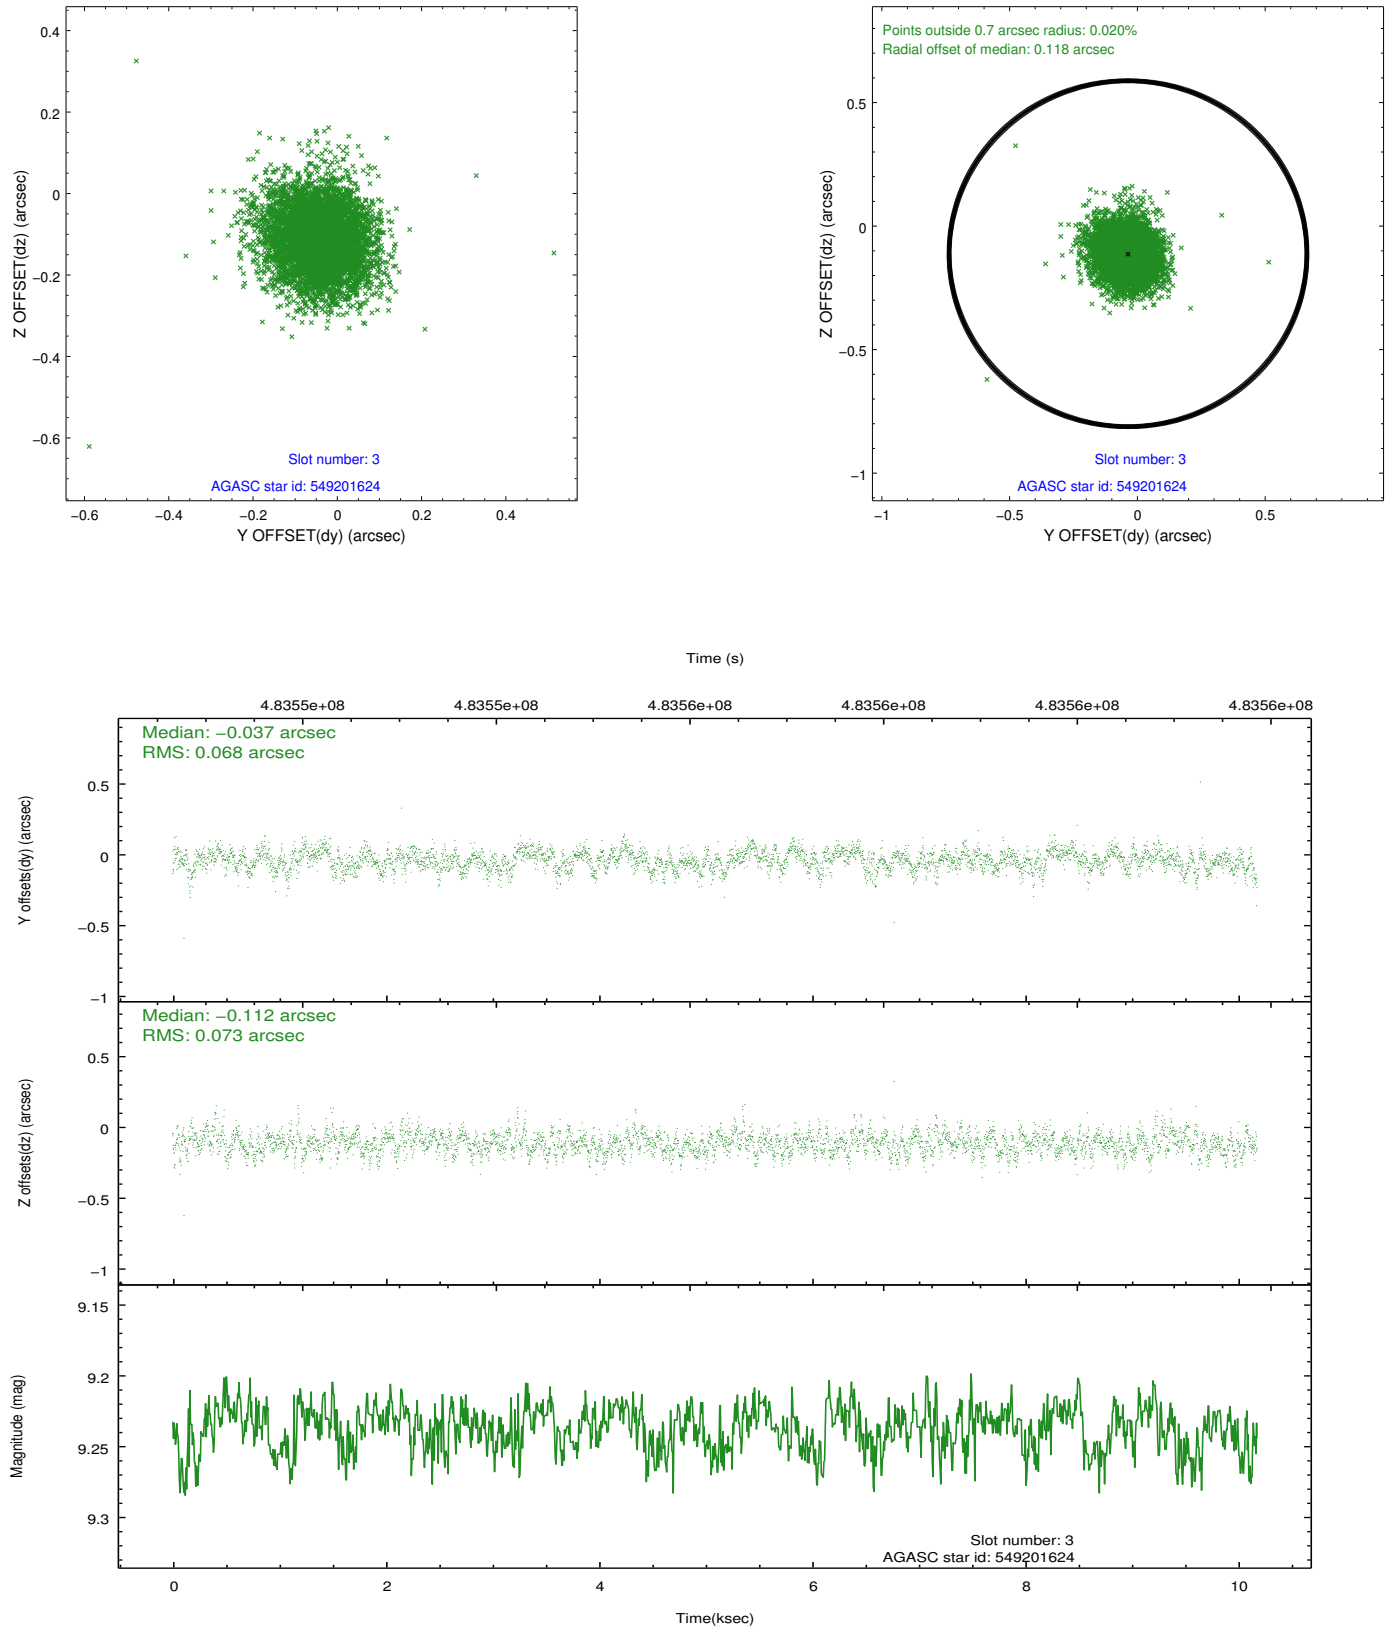 0.4
0.2
0
−0.2
−0.4
−0.6
Z OFFSET(dz) (arcsec)
Slot number: 3
AGASC star id: 549201624
−0.6
−0.4
−0.2
0
0.2
0.4
Y OFFSET(dy) (arcsec)
Points outside 0.7 arcsec radius: 0.020%
Radial offset of median: 0.118 arcsec
0.5
0
−0.5
−1
Z OFFSET(dz) (arcsec)
Slot number: 3
AGASC star id: 549201624
−1
−0.5
0
0.5
Y OFFSET(dy) (arcsec)
Time (s)
4.8355e+08
4.8355e+08
4.8356e+08
4.8356e+08
4.8356e+08
4.8356e+08
Median: −0.037 arcsec
RMS: 0.068 arcsec
0.5
0
−0.5
−1
Y offsets(dy) (arcsec)
Median: −0.112 arcsec
RMS: 0.073 arcsec
0.5
0
−0.5
−1
Z offsets(dz) (arcsec)
9.15
9.2
9.25
9.3
Magnitude (mag)
Slot number: 3
AGASC star id: 549201624
0
2
4
6
8
10
Time(ksec)